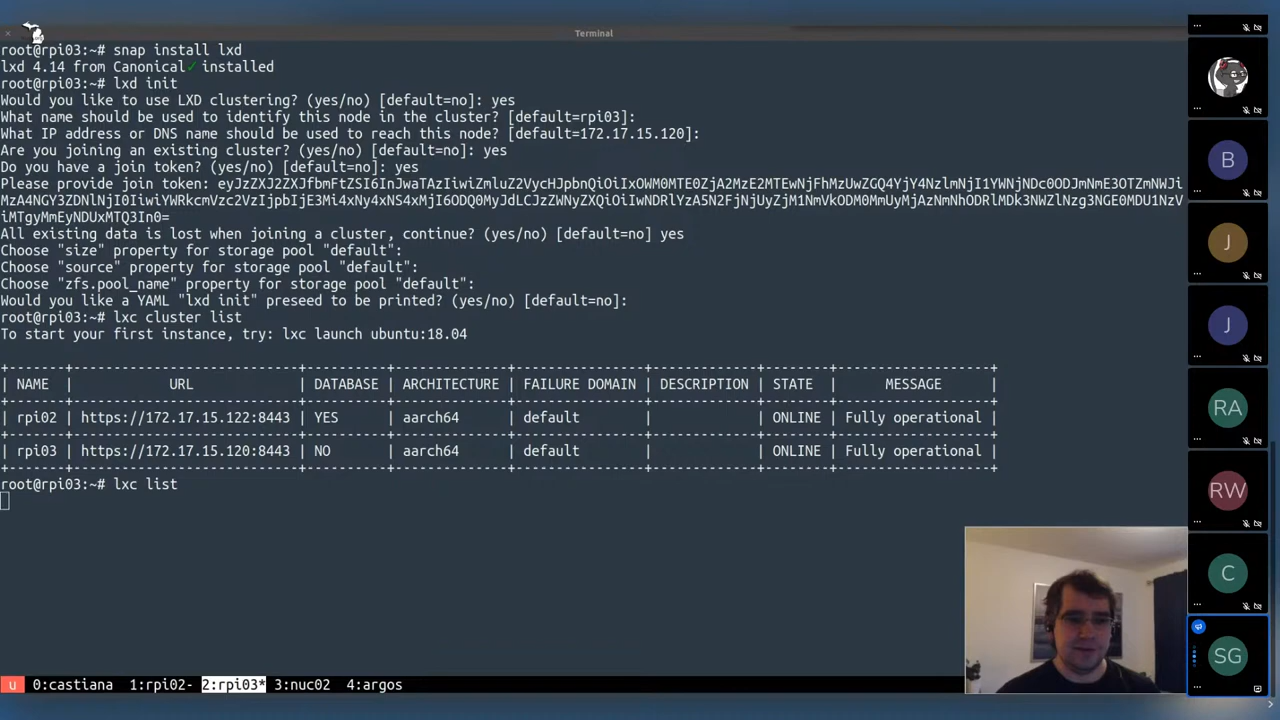 Terminal
root@rpi03:~# snap install lxd
lxd 4.14 from Canonical✓ installed
root@rpi03:~# lxd init
Would you like to use LXD clustering? (yes/no) [default=no]: yes
What name should be used to identify this node in the cluster? [default=rpi03]:
What IP address or DNS name should be used to reach this node? [default=172.17.15.120]:
Are you joining an existing cluster? (yes/no) [default=no]: yes
Do you have a join token? (yes/no) [default=no]: yes
Please provide join token:
All existing data is lost when joining a cluster, continue? (yes/no) [default=no] yes
Choose "size" property for storage pool "default":
Choose "source" property for storage pool "default":
Choose "zfs.pool_name" property for storage pool "default":
Would you like a YAML "lxd init" preseed to be printed? (yes/no) [default=no]:
root@rpi03:~# lxc cluster list
To start your first instance, try: lxc launch ubuntu:18.04
| NAME | URL | DATABASE | ARCHITECTURE | FAILURE DOMAIN | DESCRIPTION | STATE | MESSAGE |
| rpi02 | https://172.17.15.122:8443 | YES | aarch64 | default | | ONLINE | Fully operational |
| rpi03 | https://172.17.15.120:8443 | NO | aarch64 | default | | ONLINE | Fully operational |
root@rpi03:~# lxc list
u 0:castiana 1:rpi02- 2:rpi03* 3:nuc02 4:argos
B
J
J
RA
RW
C
SG